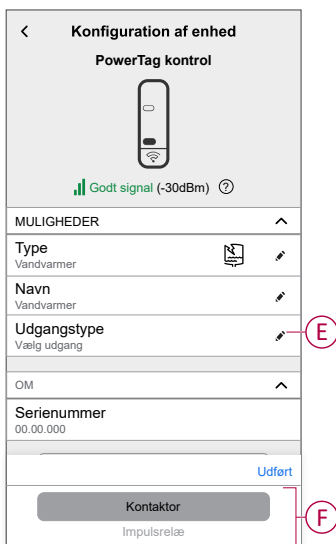 Konfiguration af enhed
PowerTag kontrol
Godt signal (-30dBm) ?
MULIGHEDER
Type
Vandvarmer
Navn
Vandvarmer
Udgangstype
Vælg udgang
E
OM
Serienummer
00.00.000
Udført
Kontaktor
Impulsrelæ
F